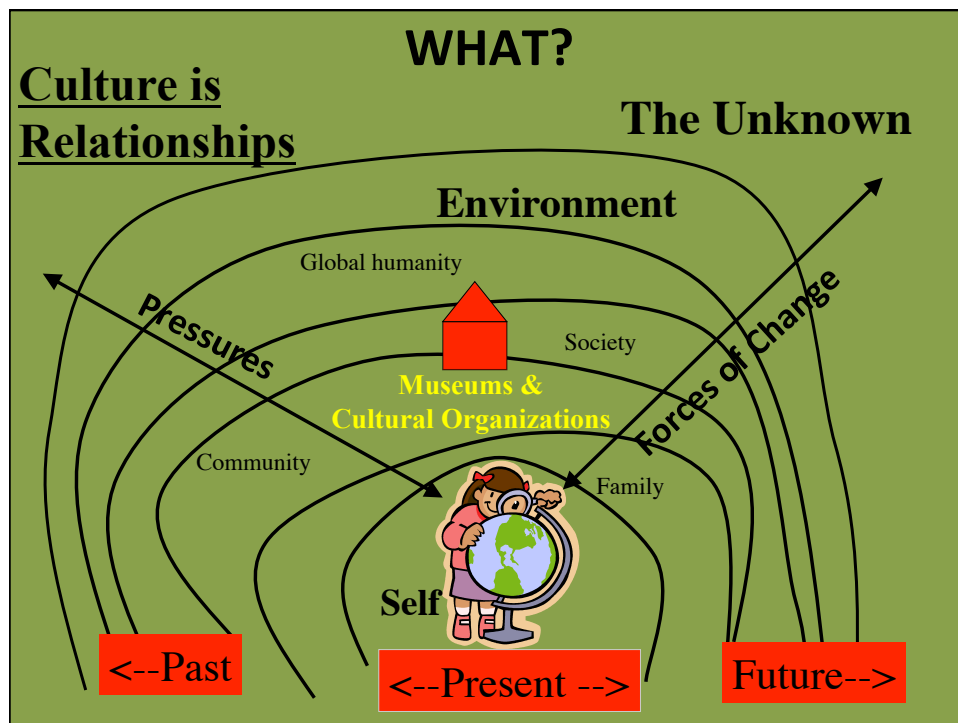 WHAT?
Culture is
Relationships
The Unknown
Environment
Global humanity
Pressures
Forces of Change
Society
Museums &
Cultural Organizations
Community
Family
Self
<--Past
<--Present -->
Future-->